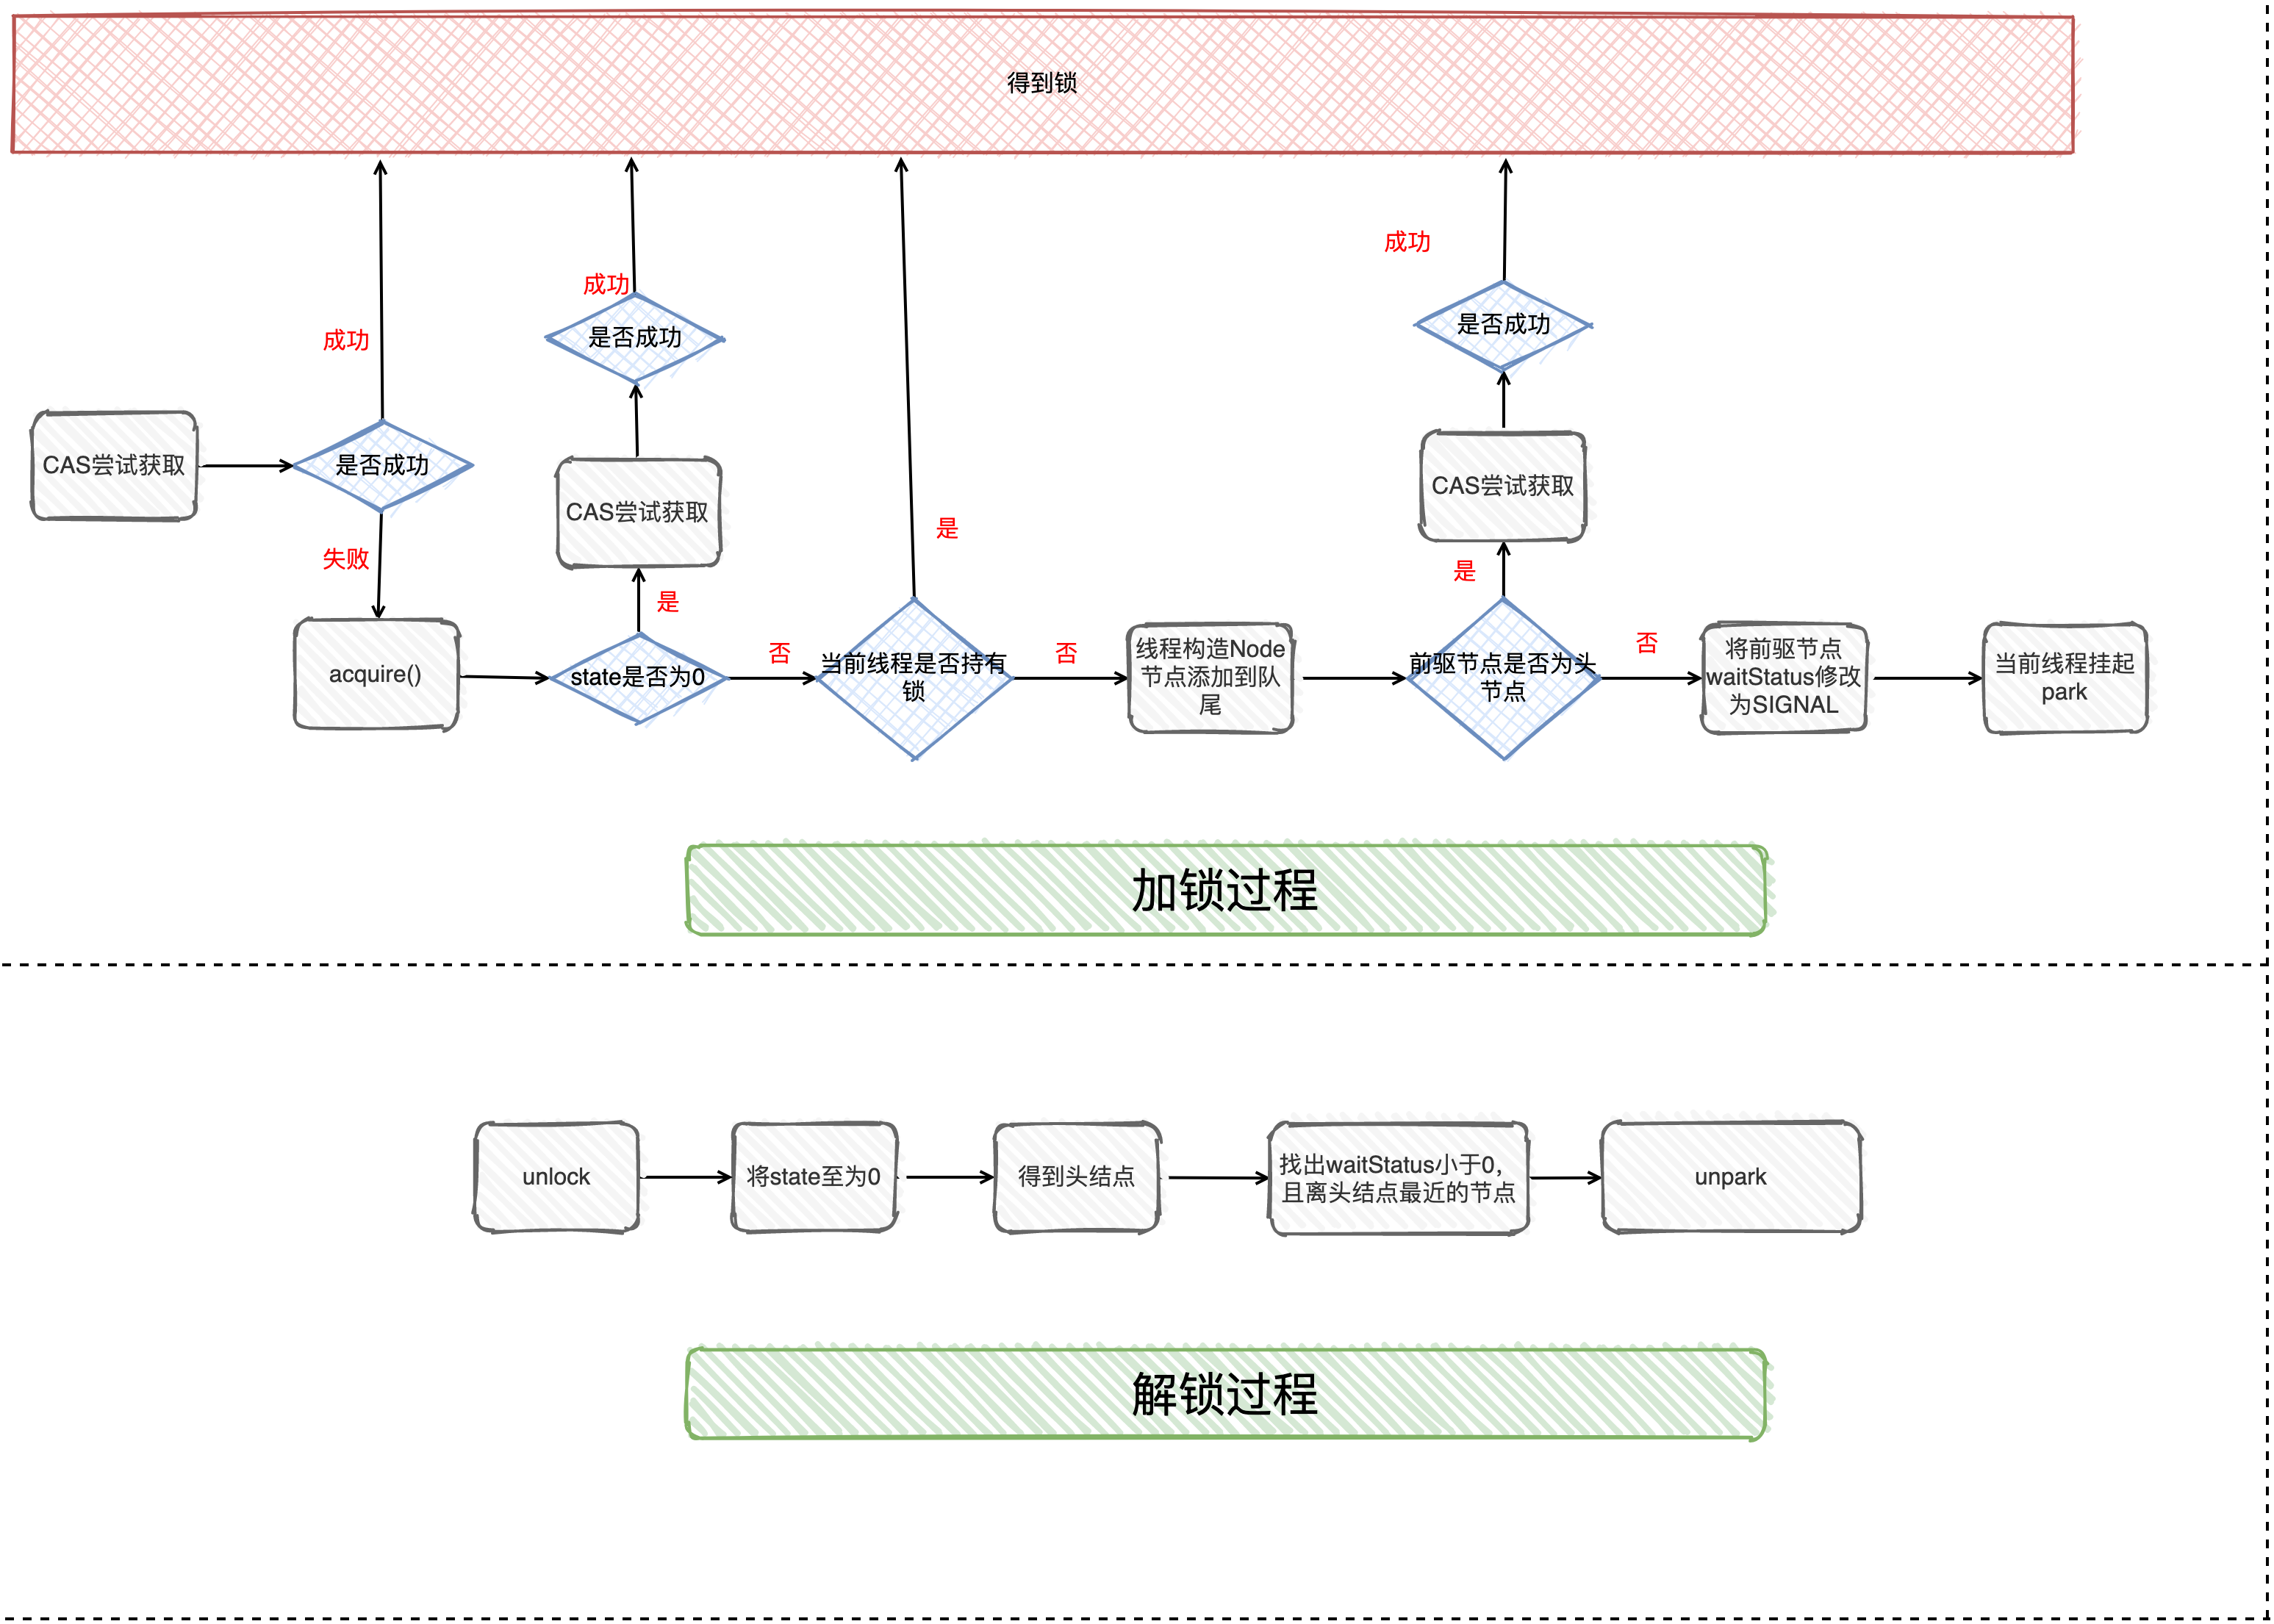 得到锁
成功
成功
成功
是否成功
是否成功
是否成功
CAS尝试获取
CAS尝试获取
CAS尝试获取
失败
是
是
是
acquire()
state是否为0
否
当前线程是否持有
锁
否
线程构造Node
节点添加到队
尾
前驱节点是否为头
节点
否
将前驱节点
waitStatus修改
为SIGNAL
当前线程挂起
park
加锁过程
unlock
将state至为0
得到头结点
找出waitStatus小于0，
且离头结点最近的节点
unpark
解锁过程